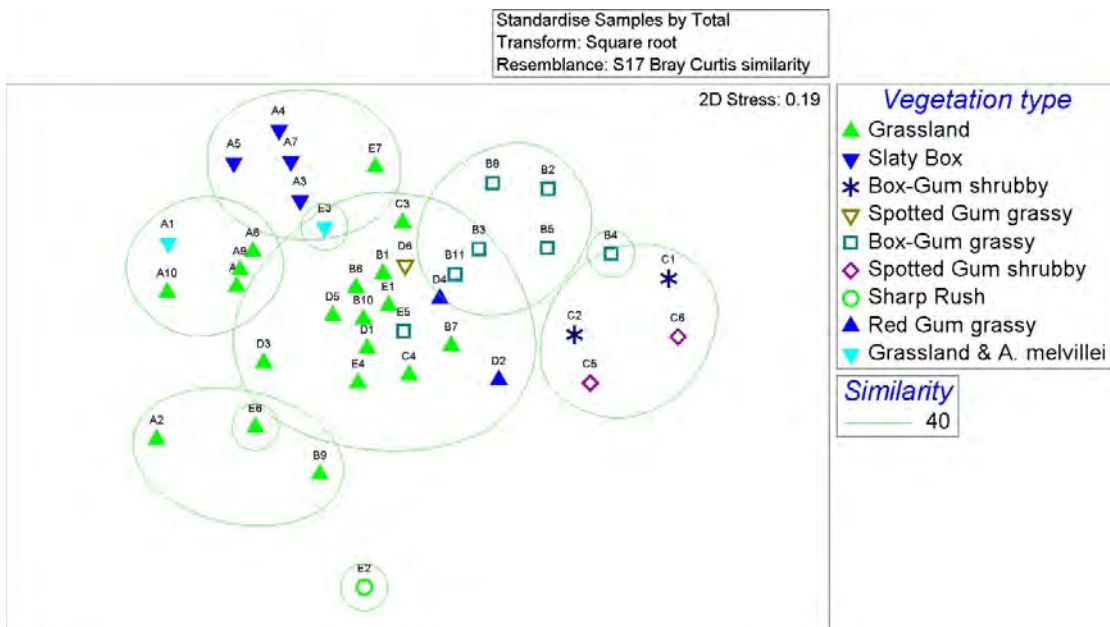 Standardise Samples by Total
Transform: Square root
Resemblance: S17 Bray Curtis similarity
2D Stress: 0.19
Vegetation type
Grassland
Slaty Box
Box-Gum shrubby
Spotted Gum grassy
Box-Gum grassy
Spotted Gum shrubby
Sharp Rush
Red Gum grassy
Grassland & A. melvillei
Similarity
40
A4
A5
A7
E7
A3
B8
B2
E3
C3
A1
A6
B3
B5
B4
A9
D6
B1
B11
C1
A10
B6
D4
E1
D5
B10
E5
C2
C6
D1
B7
D3
E4
C4
D2
C5
E6
A2
B9
E2